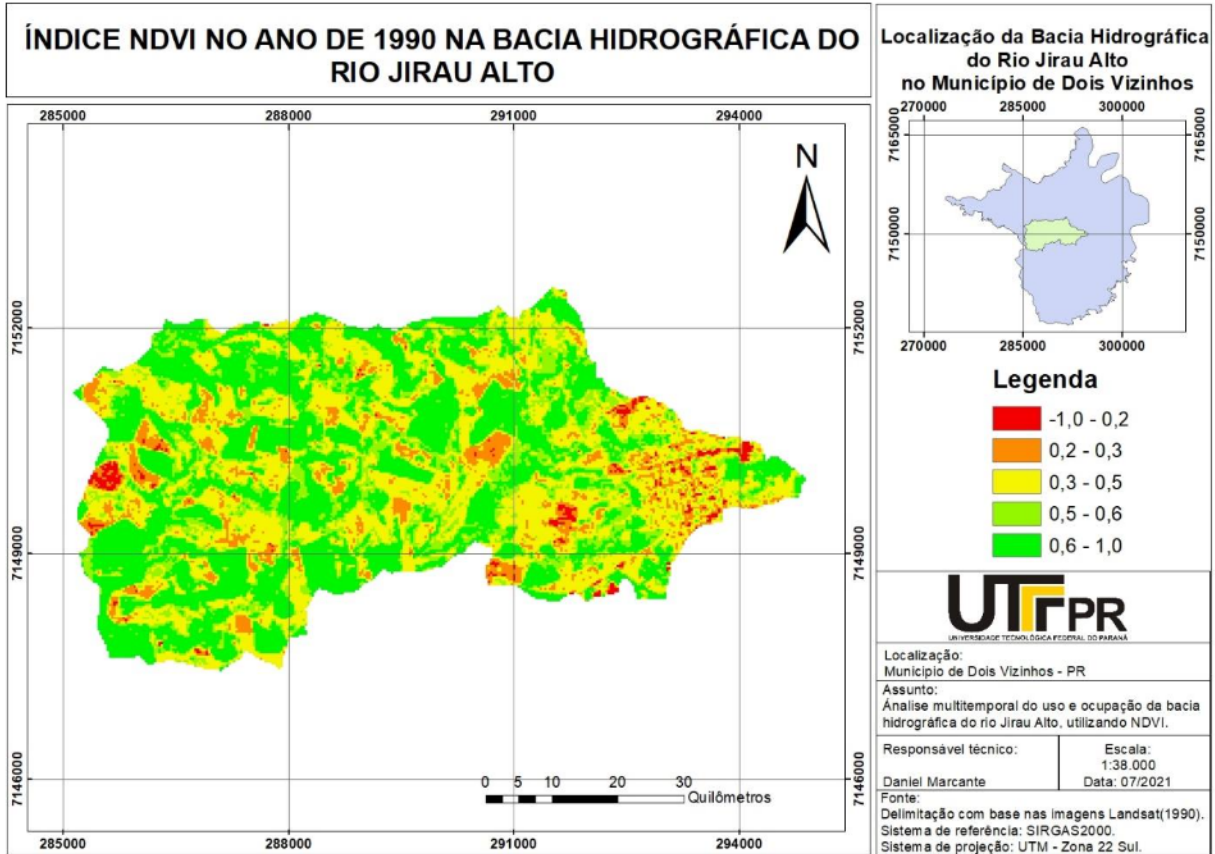 ÍNDICE NDVI NO ANO DE 1990 NA BACIA HIDROGRÁFICA DO
RIO JIRAU ALTO
285000 288000 291000 294000
N
7152000 7152000
7149000 7149000
7146000 7146000
0 5 10 20 30
Quilômetros
285000 288000 291000 294000
Localização da Bacia Hidrográfica
do Rio Jirau Alto
no Município de Dois Vizinhos
270000 285000 300000
7165000 7165000
7150000 7150000
270000 285000 300000
Legenda
-1,0 - 0,2
0,2 - 0,3
0,3 - 0,5
0,5 - 0,6
0,6 - 1,0
UTFPR
UNIVERSIDADE TECNOLÓGICA FEDERAL DO PARANÁ
Localização:
Município de Dois Vizinhos - PR
Assunto:
Ánalise multitemporal do uso e ocupação da bacia
hidrográfica do rio Jirau Alto, utilizando NDVI.
Responsável técnico:
Daniel Marcante
Escala:
1:38.000
Data: 07/2021
Fonte:
Delimitação com base nas imagens Landsat(1990).
Sistema de referência: SIRGAS2000.
Sistema de projeção: UTM - Zona 22 Sul.